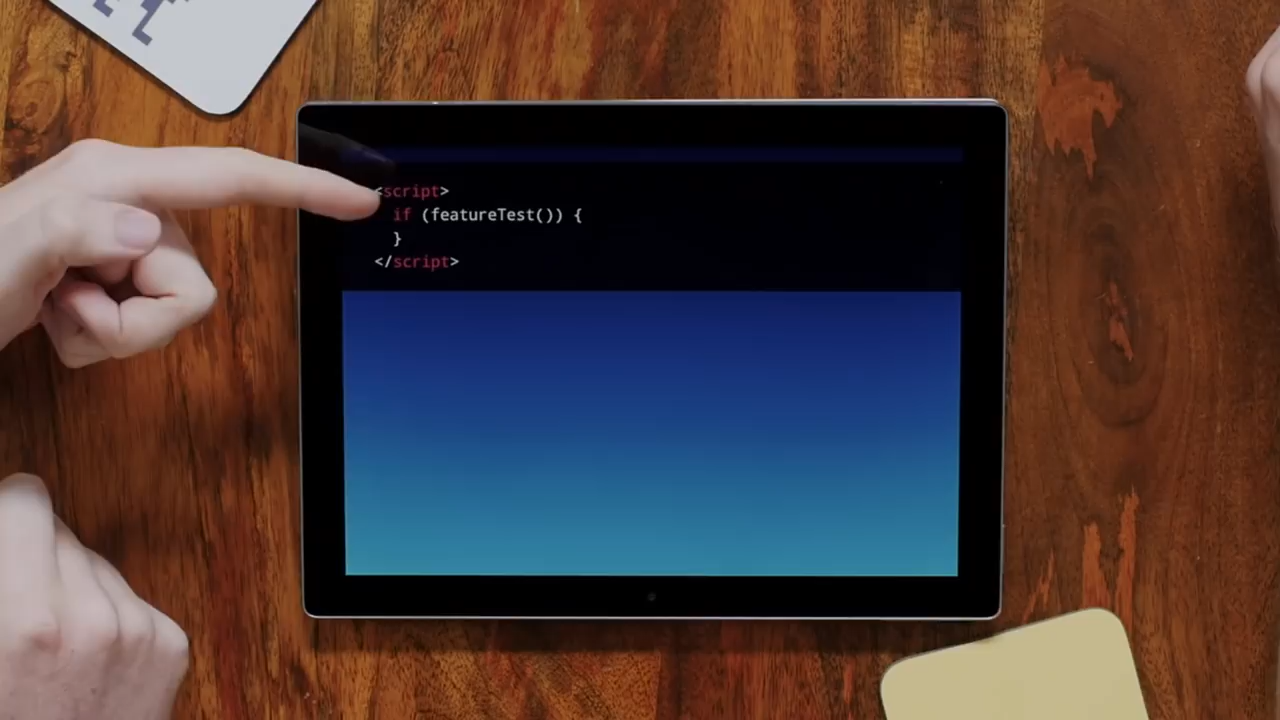 <script>
if (featureTest()) {
}
</script>